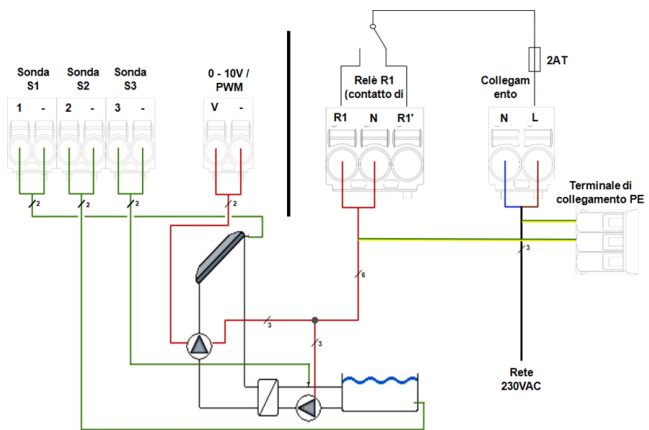 Sonda
S1
Sonda
S2
Sonda
S3
0 - 10V /
PWM
1
-
2
-
3
-
V
-
2
2
2
2
Relè R1
(contatto di
R1
N
R1'
Collegam
ento
2AT
N
L
Terminale di
collegamento PE
3
6
3
3
Rete
230VAC